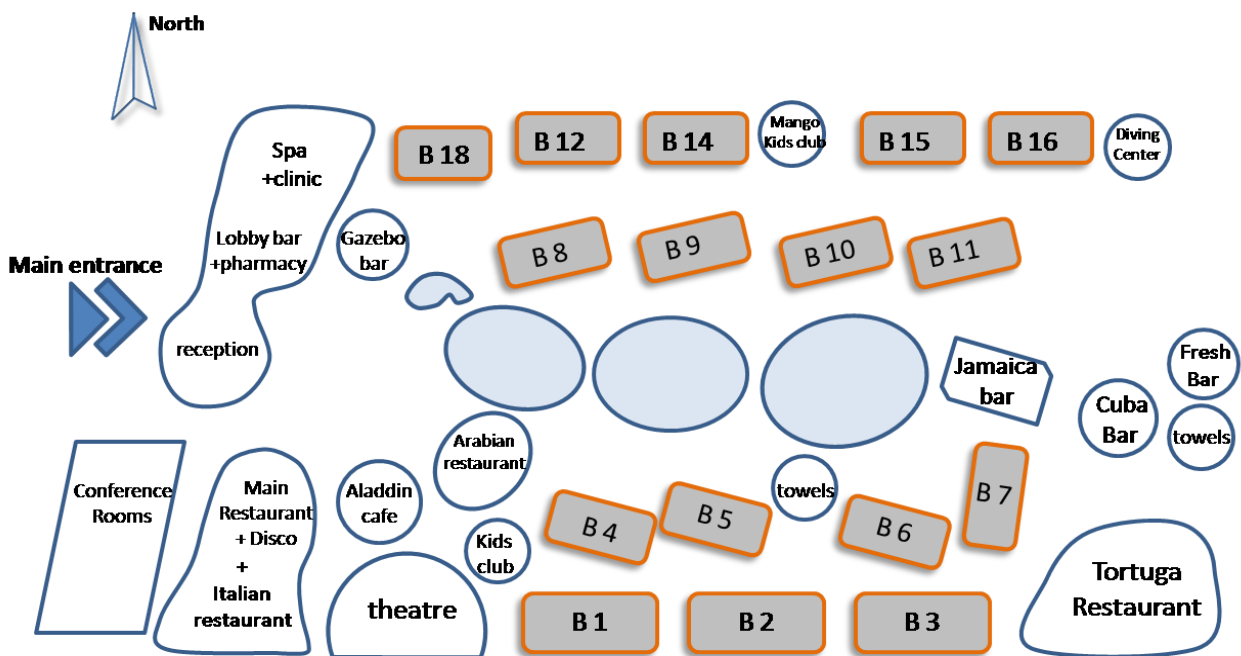 North
Spa
+clinic
Lobby bar
+pharmacy
reception
Main entrance
Gazebo
bar
B 18
B 12
B 14
Mango
Kids club
B 15
B 16
Diving
Center
B 8
B 9
B 10
B 11
Jamaica
bar
Fresh
Bar
Cuba
Bar
towels
Arabian
restaurant
Conference
Rooms
Main
Restaurant
+ Disco
+
Italian
restaurant
Aladdin
cafe
Kids
club
theatre
towels
B 4
B 5
B 6
B 7
B 1
B 2
B 3
Tortuga
Restaurant